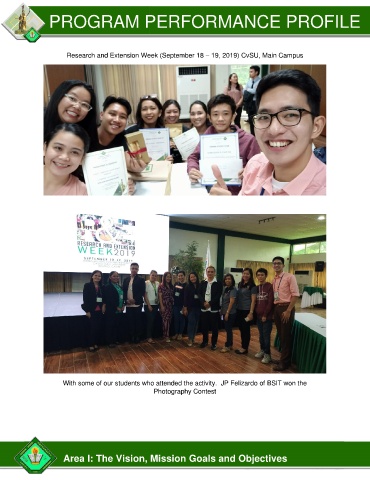 PROGRAM PERFORMANCE PROFILE
Research and Extension Week (September 18 – 19, 2019) CvSU, Main Campus
RESEARCH AND EXTENSION
WEEK 2019
With some of our students who attended the activity. JP Felizardo of BSIT won the
Photography Contest
Area I: The Vision, Mission Goals and Objectives